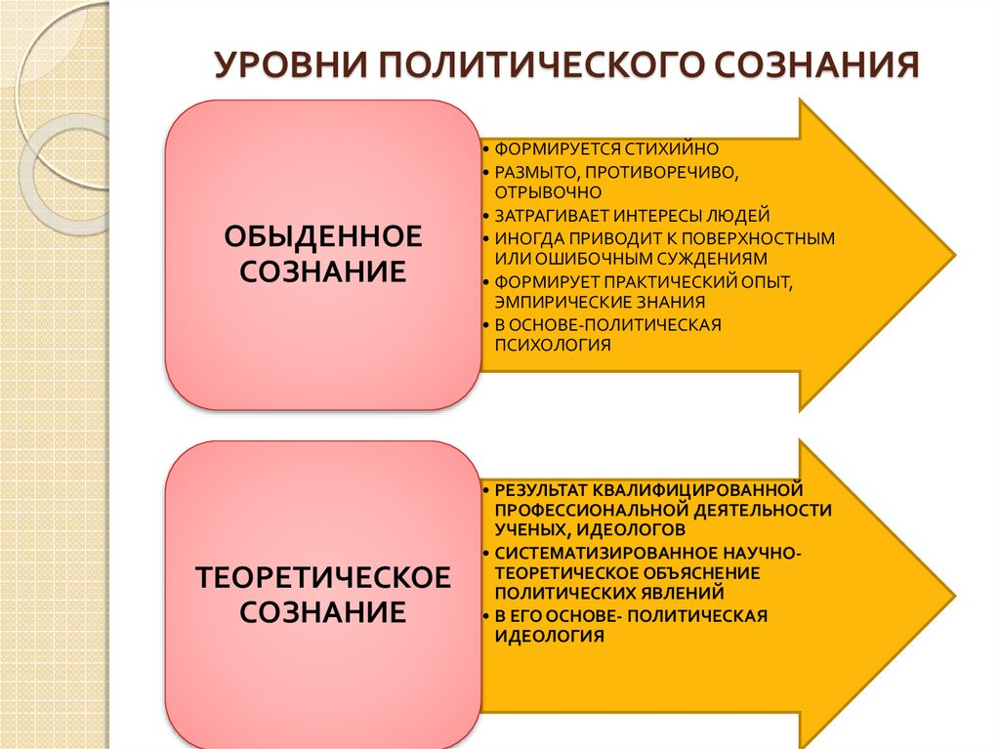 УРОВНИ ПОЛИТИЧЕСКОГО СОЗНАНИЯ
ОБЫДЕННОЕ
СОЗНАНИЕ
• ФОРМИРУЕТСЯ СТИХИЙНО
• РАЗМЫТО, ПРОТИВОРЕЧИВО,
ОТРЫВОЧНО
• ЗАТРАГИВАЕТ ИНТЕРЕСЫ ЛЮДЕЙ
• ИНОГДА ПРИВОДИТ К ПОВЕРХНОСТНЫМ
ИЛИ ОШИБОЧНЫМ СУЖДЕНИЯМ
• ФОРМИРУЕТ ПРАКТИЧЕСКИЙ ОПЫТ,
ЭМПИРИЧЕСКИЕ ЗНАНИЯ
• В ОСНОВЕ-ПОЛИТИЧЕСКАЯ
ПСИХОЛОГИЯ
ТЕОРЕТИЧЕСКОЕ
СОЗНАНИЕ
• РЕЗУЛЬТАТ КВАЛИФИЦИРОВАННОЙ
ПРОФЕССИОНАЛЬНОЙ ДЕЯТЕЛЬНОСТИ
УЧЕНЫХ, ИДЕОЛОГОВ
• СИСТЕМАТИЗИРОВАННОЕ НАУЧНО-
ТЕОРЕТИЧЕСКОЕ ОБЪЯСНЕНИЕ
ПОЛИТИЧЕСКИХ ЯВЛЕНИЙ
• В ЕГО ОСНОВЕ- ПОЛИТИЧЕСКАЯ
ИДЕОЛОГИЯ